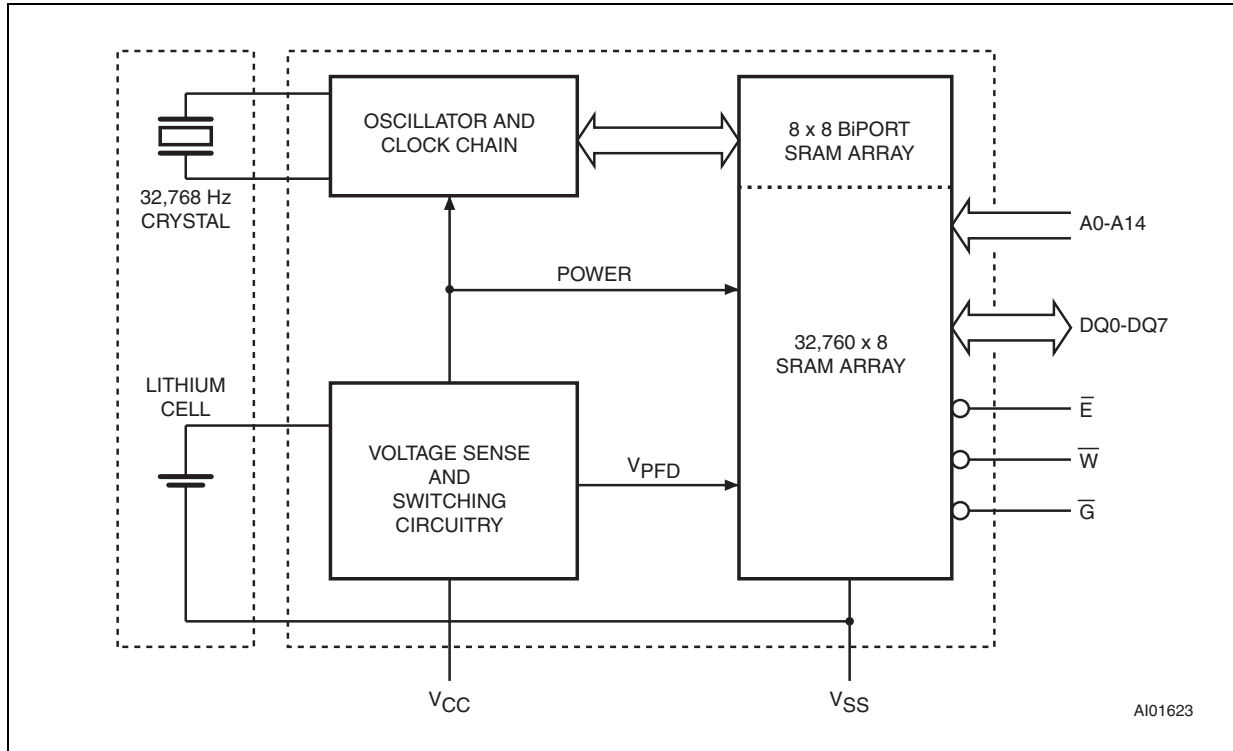 OSCILLATOR AND
CLOCK CHAIN
8 x 8 BiPORT
SRAM ARRAY
32,768 Hz
CRYSTAL
A0-A14
POWER
DQ0-DQ7
32,760 x 8
SRAM ARRAY
LITHIUM
CELL
E̅
VOLTAGE SENSE
AND
SWITCHING
CIRCUITRY
VPFD
W̅
G̅
VCC
VSS
AI01623